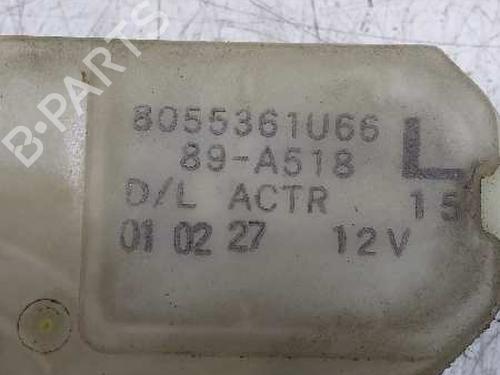 B-PARTS
8055361U66
89-A518 L
D/L ACTR 15
01 02 27 12V